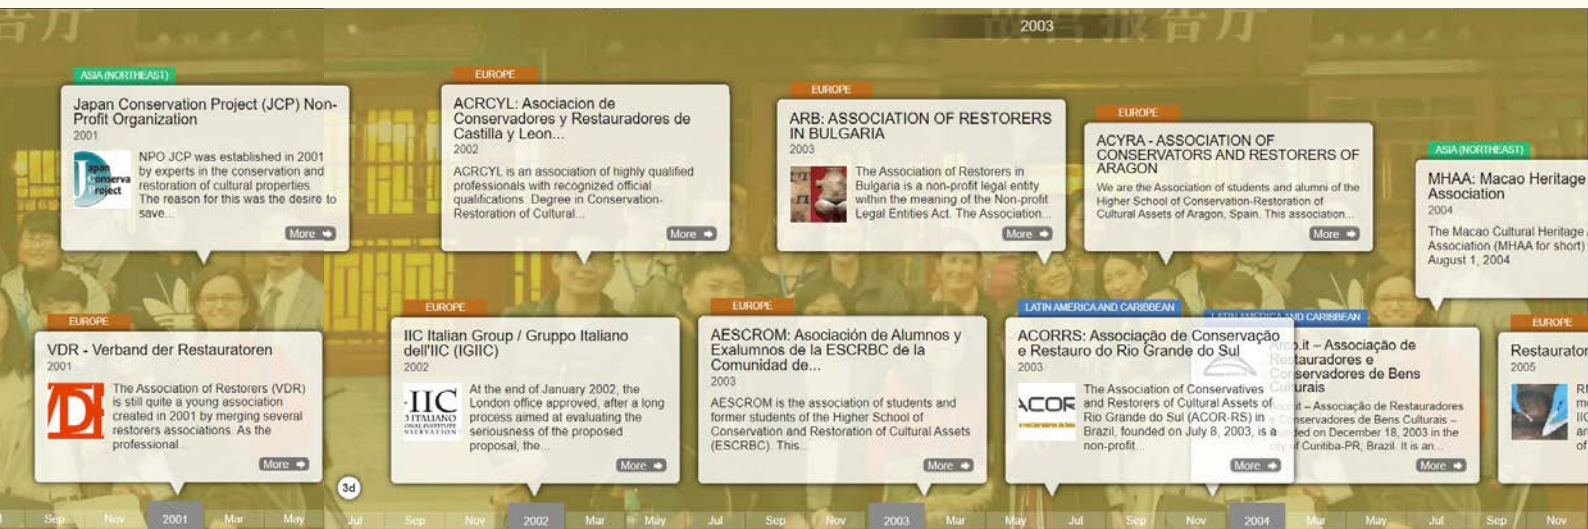 2003
ASIA (NORTHEAST)
Japan Conservation Project (JCP) Non-
Profit Organization
2001
NPO JCP was established in 2001
by experts in the conservation and
restoration of cultural properties.
The reason for this was the desire to
save...
More
EUROPE
ACRCYL: Asociacion de
Conservadores y Restauradores de
Castilla y Leon...
2002
ACRCYL is an association of highly qualified
professionals with recognized official
qualifications. Degree in Conservation-
Restoration of Cultural...
More
EUROPE
ARB: ASSOCIATION OF RESTORERS
IN BULGARIA
2003
The Association of Restorers in
Bulgaria is a non-profit legal entity
within the meaning of the Non-profit
Legal Entities Act. The Association...
More
EUROPE
ACYRA - ASSOCIATION OF
CONSERVATORS AND RESTORERS OF
ARAGON
We are the Association of students and alumni of the
Higher School of Conservation-Restoration of
Cultural Assets of Aragon, Spain. This association...
More
ASIA (NORTHEAST)
MHAA: Macao Heritage
Association
2004
The Macao Cultural Heritage
Association (MHAA for short)
August 1, 2004
EUROPE
VDR - Verband der Restauratoren
2001
The Association of Restorers (VDR)
is still quite a young association
created in 2001 by merging several
restorers associations. As the
professional...
More
EUROPE
IIC Italian Group / Gruppo Italiano
dell'IIC (IGIIC)
2002
IIC
O ITALIANO
At the end of January 2002, the
London office approved, after a long
process aimed at evaluating the
seriousness of the proposed
proposal, the...
More
EUROPE
AESCROM: Asociación de Alumnos y
Exalumnos de la ESCRBC de la
Comunidad de...
2003
AESCROM is the association of students and
former students of the Higher School of
Conservation and Restoration of Cultural Assets
(ESCRBC). This...
More
LATIN AMERICA AND CARIBBEAN
ACORRS: Associação de Conservação
e Restauro do Rio Grande do Sul
2003
ACOR
The Association of Conservatives
and Restorers of Cultural Assets of
Rio Grande do Sul (ACOR-RS) in
Brazil, founded on July 8, 2003, is a
non-profit...
More
LATIN AMERICA AND CARIBBEAN
Arco.it – Associação de
Restauradores e
Conservadores de Bens
Culturais
– Associação de Restauradores
Conservadores de Bens Culturais –
on December 18, 2003 in the
city of Curitiba-PR, Brazil. It is an...
More
EUROPE
Restaurator
2005
3d
Sep Nov 2001 Mar May Jul Sep Nov 2002 Mar May Jul Sep Nov 2003 Mar May Jul Sep Nov 2004 Mar May Jul Sep Nov